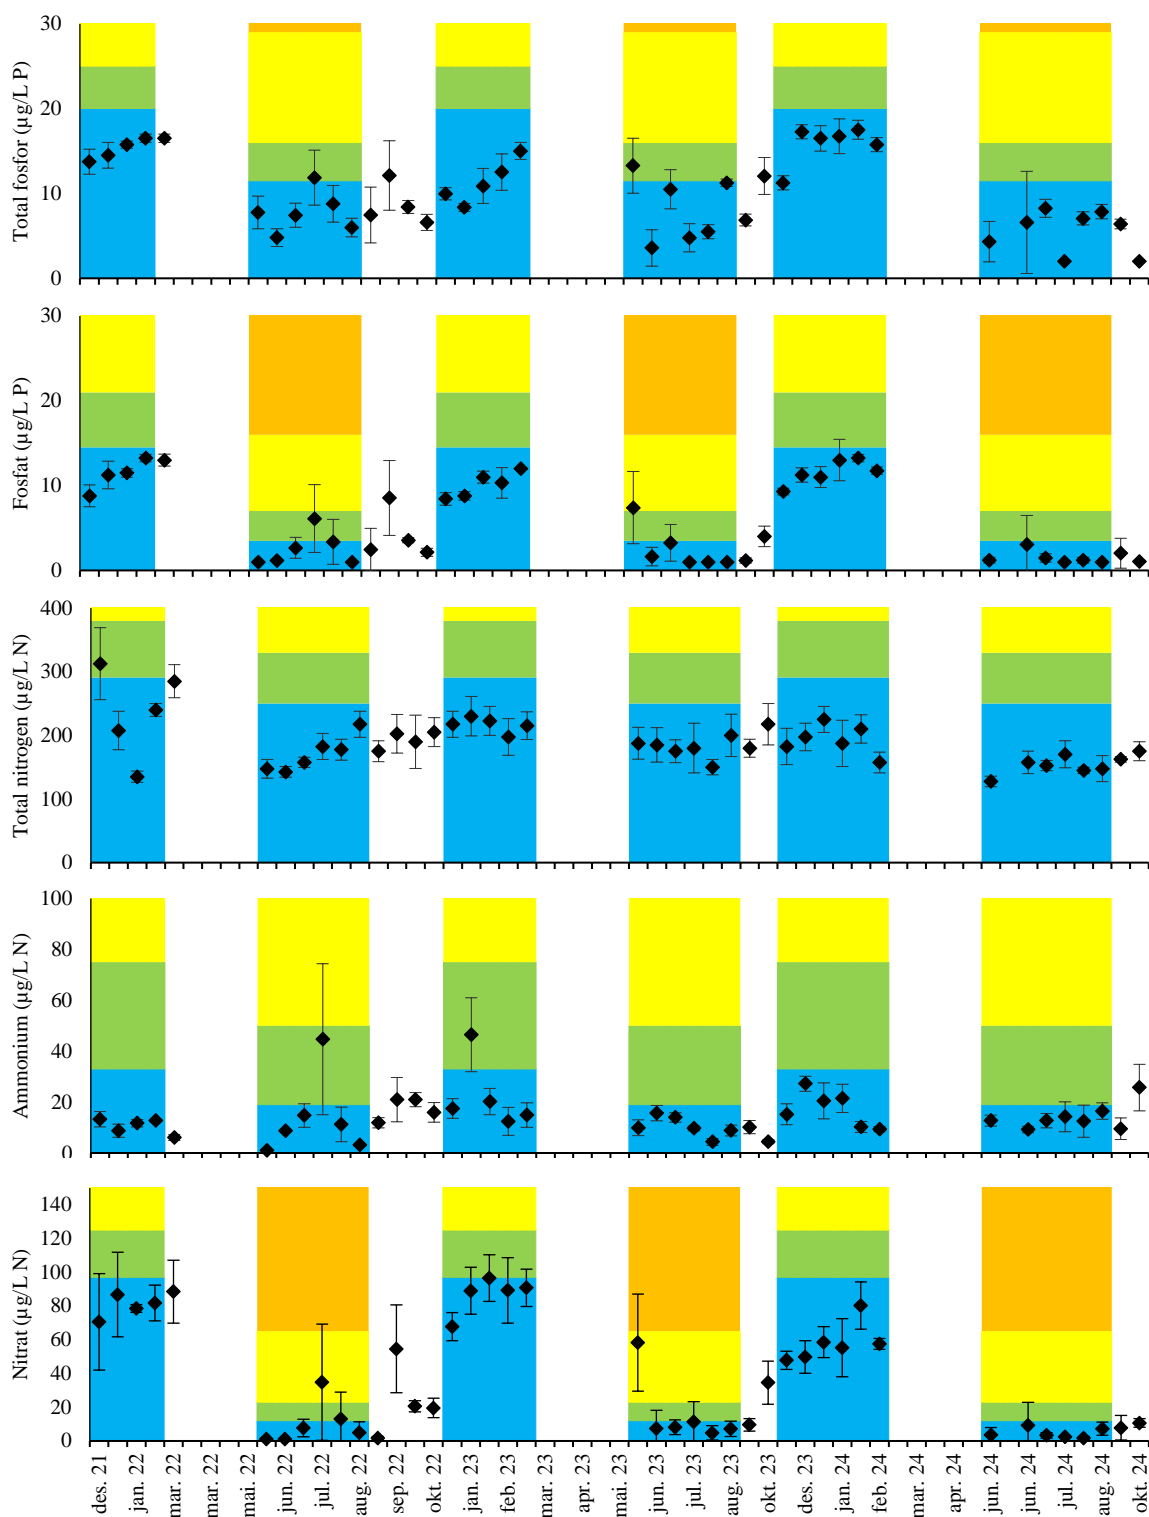 Total fosfor (µg/L P)
30
20
10
0
Fosfat (µg/L P)
30
20
10
0
Total nitrogen (µg/L N)
400
300
200
100
0
Ammonium (µg/L N)
100
80
60
40
20
0
Nitrat (µg/L N)
140
120
100
80
60
40
20
0
des. 21
jan. 22
mar. 22
mar. 22
mai. 22
jun. 22
jul. 22
aug. 22
sep. 22
okt. 22
jan. 23
feb. 23
mar. 23
apr. 23
mai. 23
jun. 23
jul. 23
aug. 23
okt. 23
des. 23
jan. 24
feb. 24
mar. 24
apr. 24
jun. 24
jun. 24
jul. 24
aug. 24
okt. 24